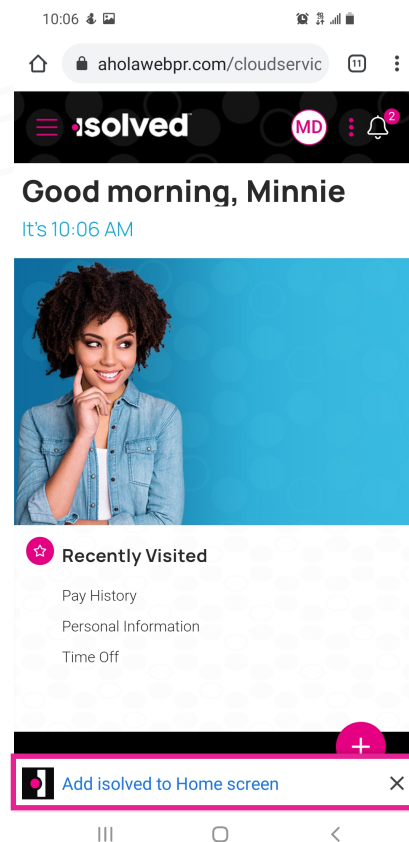 10:06
aholawebpr.com/cloudservic
11
isolved
MD
2
Good morning, Minnie
It's 10:06 AM
Recently Visited
Pay History
Personal Information
Time Off
Add isolved to Home screen